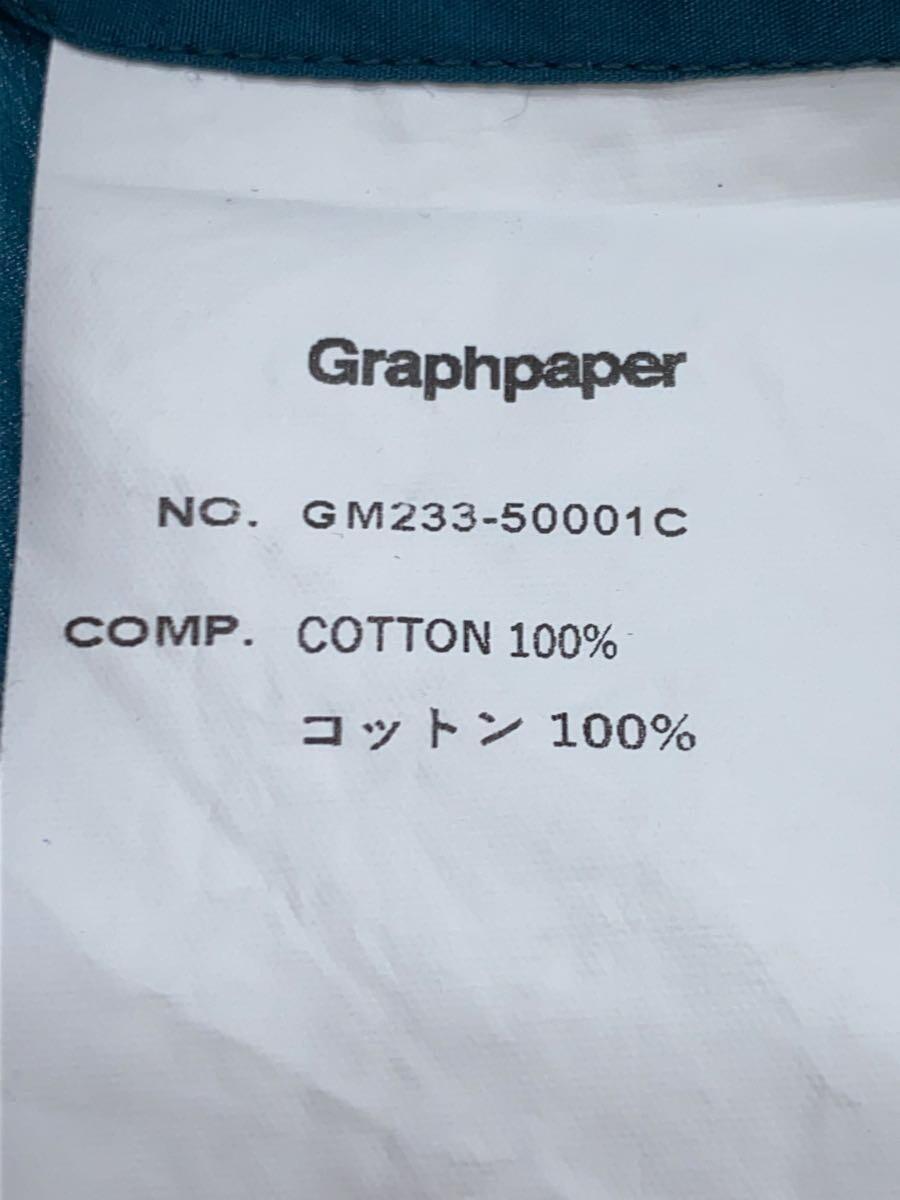 Graphpaper
NO. GM233-50001C
COMP. COTTON 100%
コットン 100%